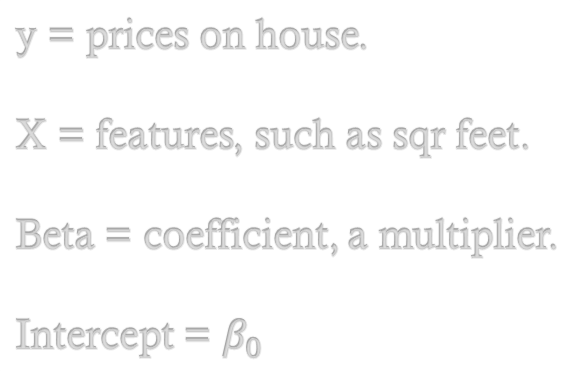 y = prices on house.
X = features, such as sqr feet.
Beta = coefficient, a multiplier.
Intercept = β₀